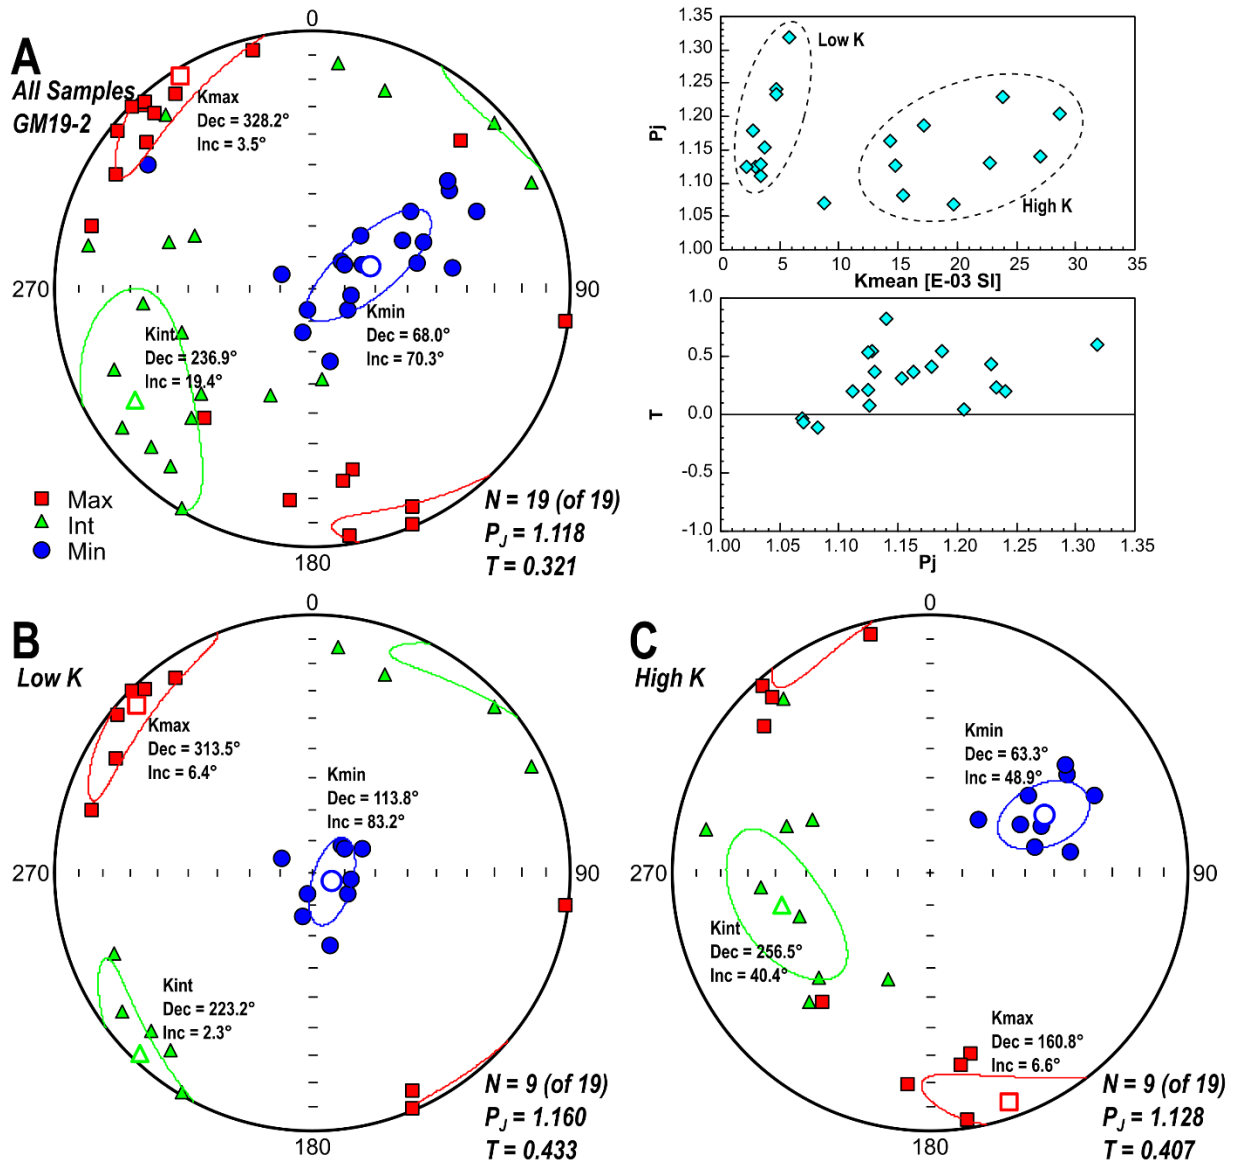 A
All Samples
GM19-2
0
90
180
270
Kmax
Dec = 328.2°
Inc = 3.5°
Kmin
Dec = 68.0°
Inc = 70.3°
Kint
Dec = 236.9°
Inc = 19.4°
Max
Int
Min
N = 19 (of 19)
PJ = 1.118
T = 0.321
1.35
1.30
1.25
1.20
1.15
1.10
1.05
1.00
Pj
Low K
High K
0 5 10 15 20 25 30 35
Kmean [E-03 SI]
1.0
0.5
0.0
-0.5
-1.0
T
1.00 1.05 1.10 1.15 1.20 1.25 1.30 1.35
Pj
B
Low K
0
90
180
270
Kmax
Dec = 313.5°
Inc = 6.4°
Kmin
Dec = 113.8°
Inc = 83.2°
Kint
Dec = 223.2°
Inc = 2.3°
N = 9 (of 19)
PJ = 1.160
T = 0.433
C
High K
0
90
180
270
Kmin
Dec = 63.3°
Inc = 48.9°
Kint
Dec = 256.5°
Inc = 40.4°
Kmax
Dec = 160.8°
Inc = 6.6°
N = 9 (of 19)
PJ = 1.128
T = 0.407